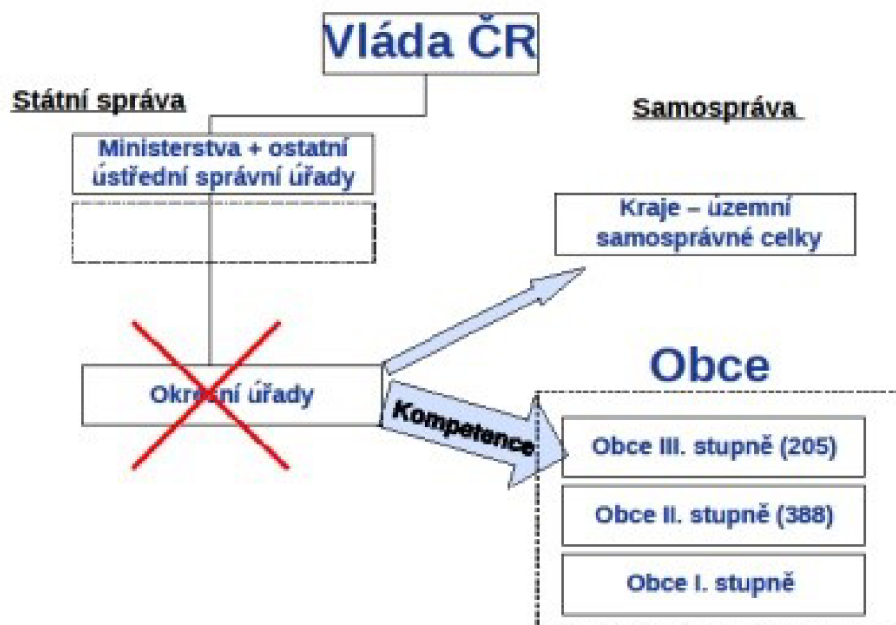 Vláda ČR
Státní správa
Samospráva
Ministerstva + ostatní
ústřední správní úřady
Kraje – územní
samosprávné celky
Okresní úřady
Kompetence
Obce
Obce III. stupně (205)
Obce II. stupně (388)
Obce I. stupně